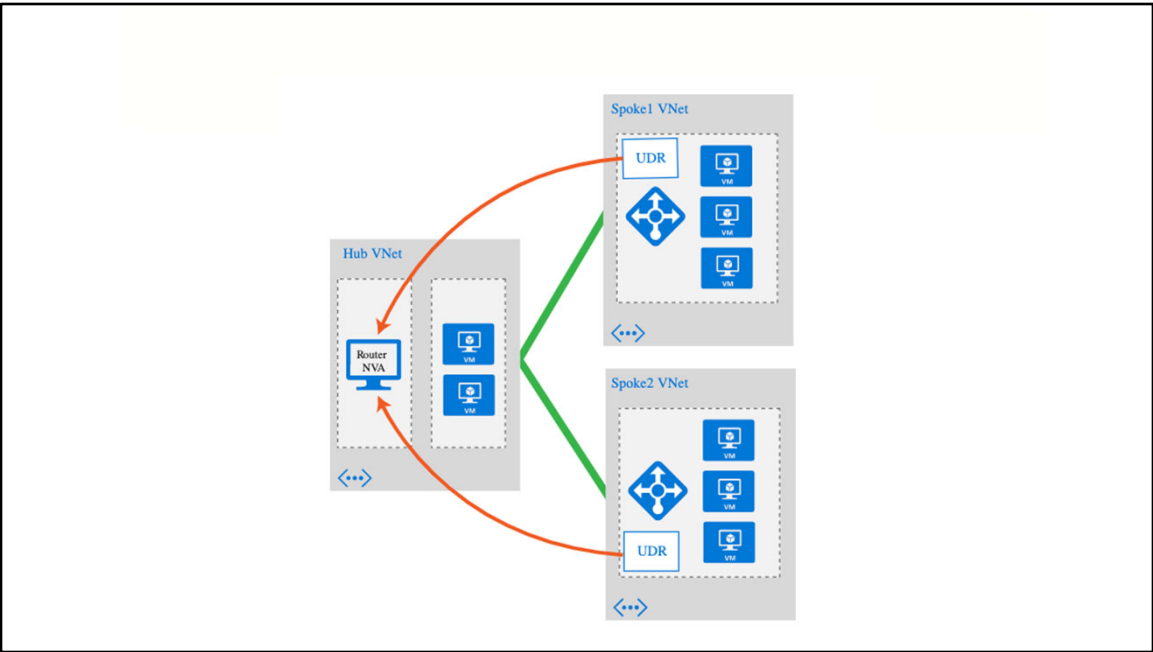 Spoke1 VNet
UDR
VM
VM
VM
Hub VNet
Router
NVA
VM
VM
Spoke2 VNet
VM
VM
UDR
VM